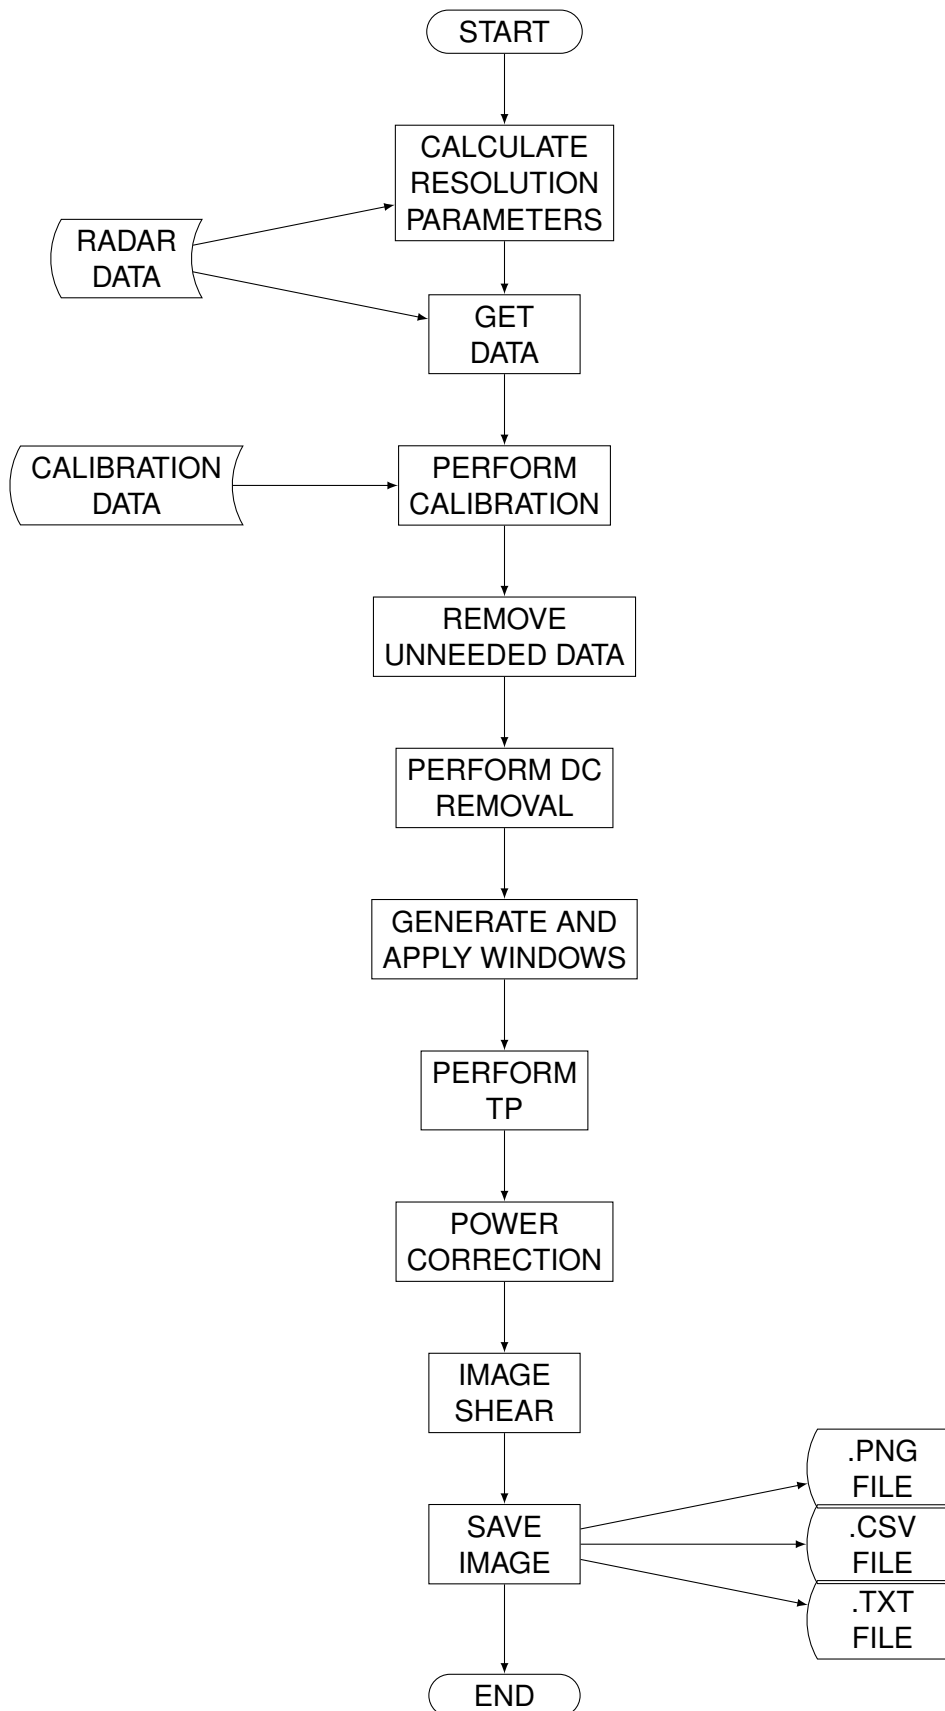 START
CALCULATE
RESOLUTION
PARAMETERS
RADAR
DATA
GET
DATA
CALIBRATION
DATA
PERFORM
CALIBRATION
REMOVE
UNNEEDED DATA
PERFORM DC
REMOVAL
GENERATE AND
APPLY WINDOWS
PERFORM
TP
POWER
CORRECTION
IMAGE
SHEAR
SAVE
IMAGE
.PNG
FILE
.CSV
FILE
.TXT
FILE
END